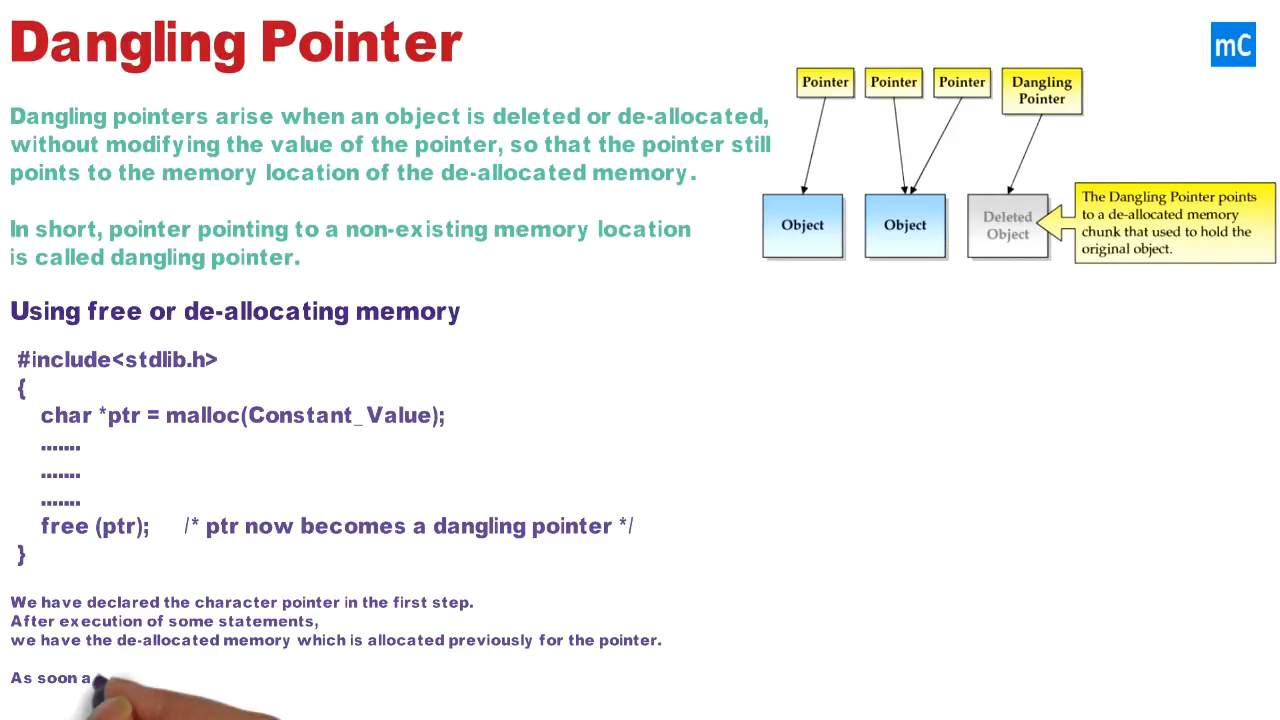 Dangling Pointer
mC
Dangling pointers arise when an object is deleted or de-allocated,
without modifying the value of the pointer, so that the pointer still
points to the memory location of the de-allocated memory.
In short, pointer pointing to a non-existing memory location
is called dangling pointer.
Pointer
Pointer
Pointer
Dangling
Pointer
Object
Object
Deleted
Object
The Dangling Pointer points
to a de-allocated memory
chunk that used to hold the
original object.
Using free or de-allocating memory
#include<stdlib.h>
{
char *ptr = malloc(Constant_Value);
.......
.......
.......
free (ptr); /* ptr now becomes a dangling pointer */
}
We have declared the character pointer in the first step.
After execution of some statements,
we have the de-allocated memory which is allocated previously for the pointer.
As soon a